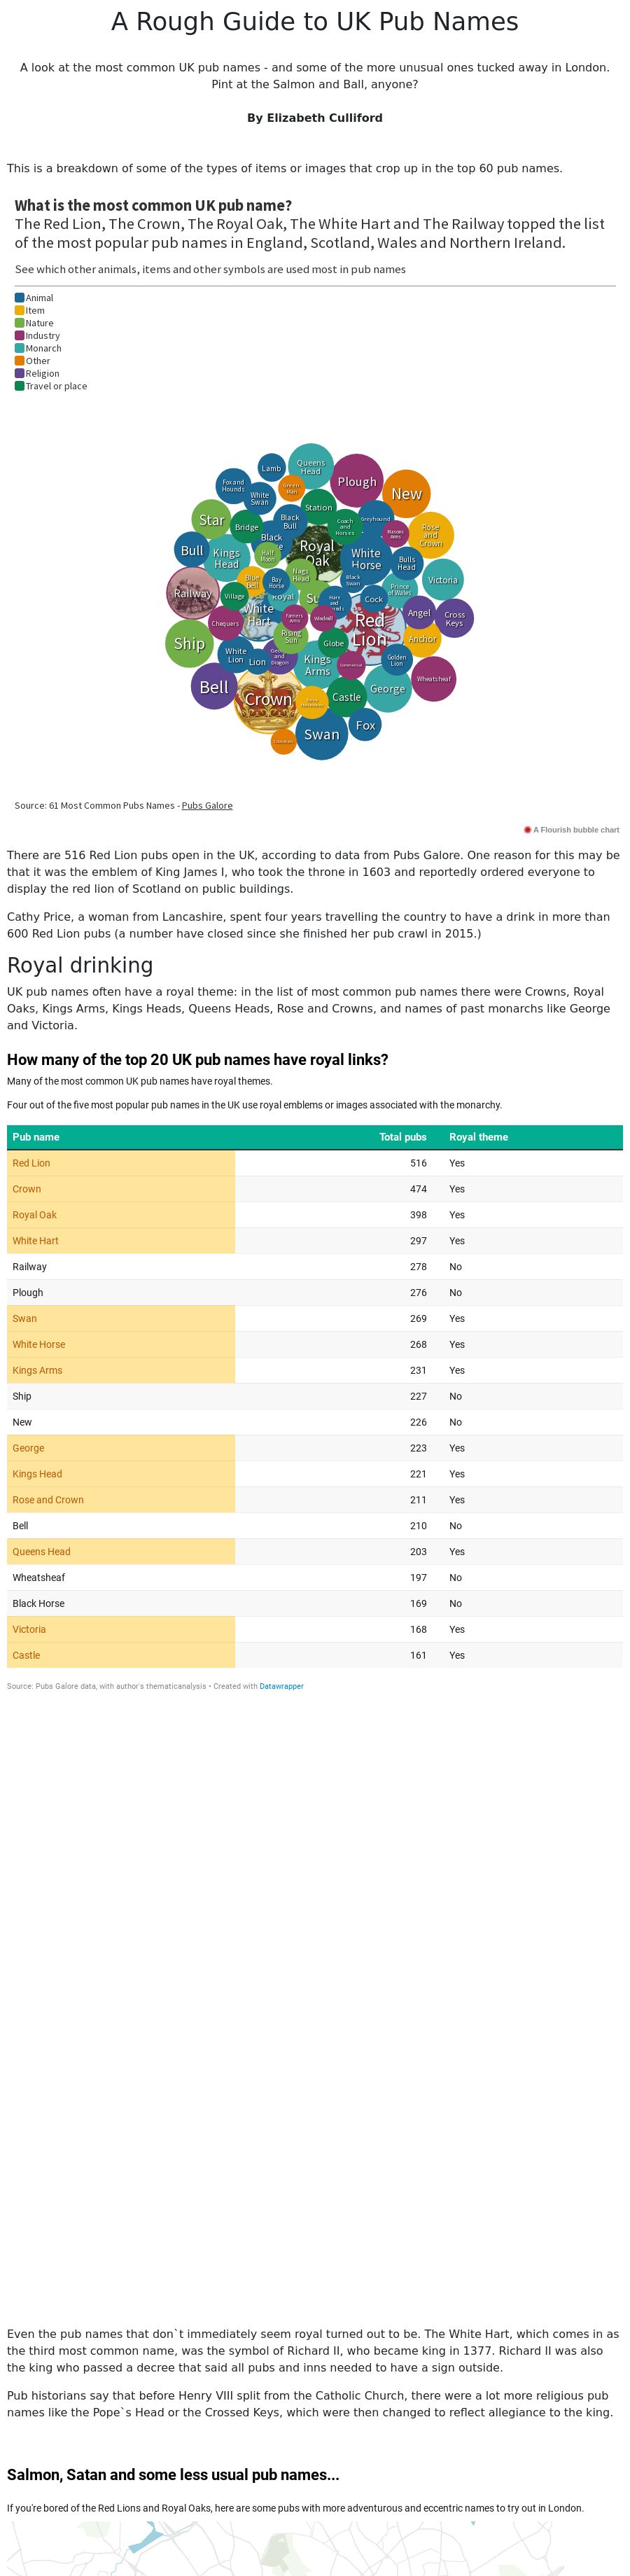 A Rough Guide to UK Pub Names
A look at the most common UK pub names - and some of the more unusual ones tucked away in London.
Pint at the Salmon and Ball, anyone?
By Elizabeth Culliford
This is a breakdown of some of the types of items or images that crop up in the top 60 pub names.
What is the most common UK pub name?
The Red Lion, The Crown, The Royal Oak, The White Hart and The Railway topped the list
of the most popular pub names in England, Scotland, Wales and Northern Ireland.
See which other animals, items and other symbols are used most in pub names
Animal
Item
Nature
Industry
Monarch
Other
Religion
Travel or place
Lamb
Queens
Head
Plough
Fox and
Hounds
White
Swan
Green
Man
New
Station
Star
Bridge
Black
Bull
Coach
and
Horses
Greyhound
Masons
Arms
Rose
and
Crown
Bull
Kings
Head
Black
Half
Moon
Royal
Oak
White
Horse
Bulls
Head
Railway
Village
Blue
Bell
Bay
Horse
Nags
Head
Black
Swan
Prince
of Wales
Victoria
Royal
Su
Hare
and
Cock
Chequers
White
Hart
Farmers
Arms
Wheel
Red
Lion
Angel
Cross
Keys
Ship
Rising
Sun
Globe
Anchor
White
Lion
Lion
George
and
Dragon
Kings
Arms
Commercial
Golden
Lion
Wheatsheaf
Bell
Crown
Castle
George
Swan
Fox
Source: 61 Most Common Pubs Names - Pubs Galore
A Flourish bubble chart
There are 516 Red Lion pubs open in the UK, according to data from Pubs Galore. One reason for this may be
that it was the emblem of King James I, who took the throne in 1603 and reportedly ordered everyone to
display the red lion of Scotland on public buildings.
Cathy Price, a woman from Lancashire, spent four years travelling the country to have a drink in more than
600 Red Lion pubs (a number have closed since she finished her pub crawl in 2015.)
Royal drinking
UK pub names often have a royal theme: in the list of most common pub names there were Crowns, Royal
Oaks, Kings Arms, Kings Heads, Queens Heads, Rose and Crowns, and names of past monarchs like George
and Victoria.
How many of the top 20 UK pub names have royal links?
Many of the most common UK pub names have royal themes.
Four out of the five most popular pub names in the UK use royal emblems or images associated with the monarchy.
Pub name Total pubs Royal theme
Red Lion 516 Yes
Crown 474 Yes
Royal Oak 398 Yes
White Hart 297 Yes
Railway 278 No
Plough 276 No
Swan 269 Yes
White Horse 268 Yes
Kings Arms 231 Yes
Ship 227 No
New 226 No
George 223 Yes
Kings Head 221 Yes
Rose and Crown 211 Yes
Bell 210 No
Queens Head 203 Yes
Wheatsheaf 197 No
Black Horse 169 No
Victoria 168 Yes
Castle 161 Yes
Source: Pubs Galore data, with author's thematicanalysis • Created with Datawrapper
Even the pub names that don`t immediately seem royal turned out to be. The White Hart, which comes in as
the third most common name, was the symbol of Richard II, who became king in 1377. Richard II was also
the king who passed a decree that said all pubs and inns needed to have a sign outside.
Pub historians say that before Henry VIII split from the Catholic Church, there were a lot more religious pub
names like the Pope`s Head or the Crossed Keys, which were then changed to reflect allegiance to the king.
Salmon, Satan and some less usual pub names...
If you're bored of the Red Lions and Royal Oaks, here are some pubs with more adventurous and eccentric names to try out in London.